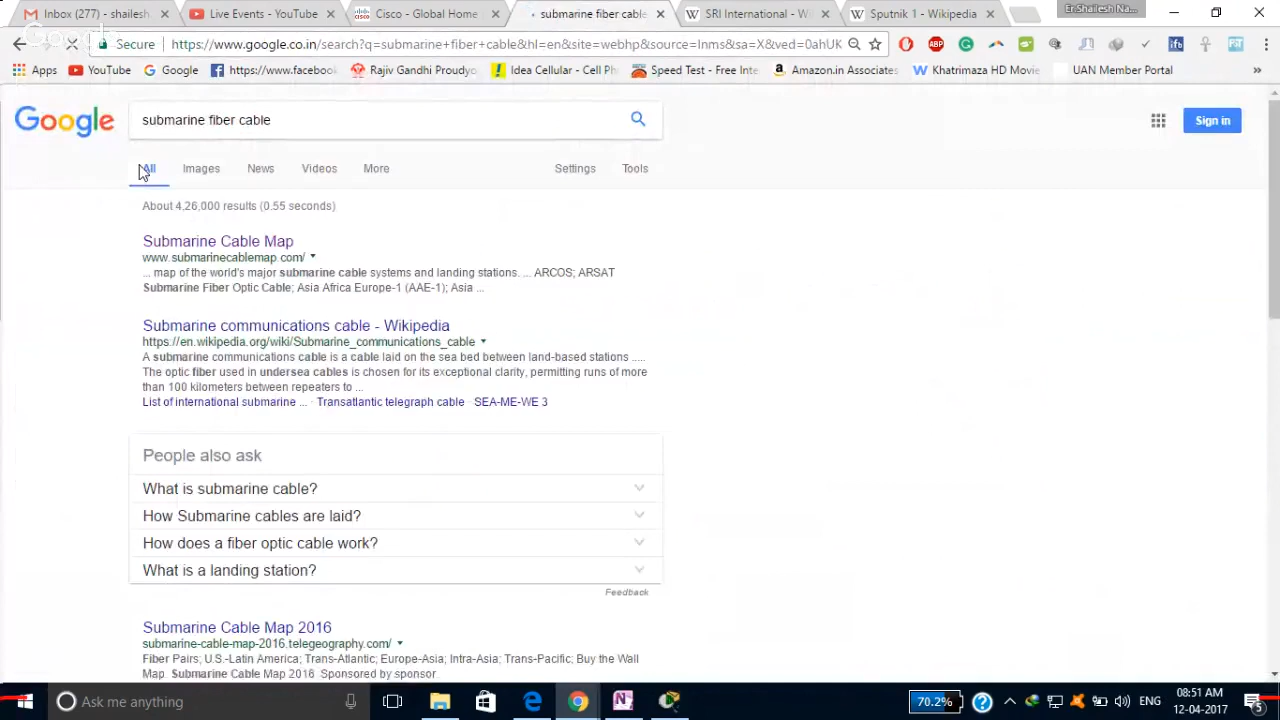 Inbox (277) - shailesh
Live Events - YouTube
Cisco - Global Home
submarine fiber cable
SRI International - Wi
Sputnik 1 - Wikipedia
Er.Shailesh Na...
Secure https://www.google.co.in/search?q=submarine+fiber+cable&hl=en&site=webhp&source=lnms&sa=X&ved=0ahUK
Apps YouTube Google https://www.facebook Rajiv Gandhi Proudyo Idea Cellular - Cell Ph Speed Test - Free Inte Amazon.in Associates Khatrimaza HD Movie UAN Member Portal »
Google
submarine fiber cable
Sign in
All Images News Videos More Settings Tools
About 4,26,000 results (0.55 seconds)
Submarine Cable Map
www.submarinecablemap.com/
... map of the world's major submarine cable systems and landing stations. ... ARCOS; ARSAT
Submarine Fiber Optic Cable; Asia Africa Europe-1 (AAE-1); Asia ...
Submarine communications cable - Wikipedia
https://en.wikipedia.org/wiki/Submarine_communications_cable
A submarine communications cable is a cable laid on the sea bed between land-based stations .....
The optic fiber used in undersea cables is chosen for its exceptional clarity, permitting runs of more
than 100 kilometers between repeaters to ...
List of international submarine ... · Transatlantic telegraph cable · SEA-ME-WE 3
People also ask
What is submarine cable?
How Submarine cables are laid?
How does a fiber optic cable work?
What is a landing station?
Feedback
Submarine Cable Map 2016
submarine-cable-map-2016.telegeography.com/
Fiber Pairs; U.S.-Latin America; Trans-Atlantic; Europe-Asia; Intra-Asia; Trans-Pacific; Buy the Wall
Map. Submarine Cable Map 2016 Sponsored by sponsor.
Ask me anything
70.2%
ENG
08:51 AM
12-04-2017
5